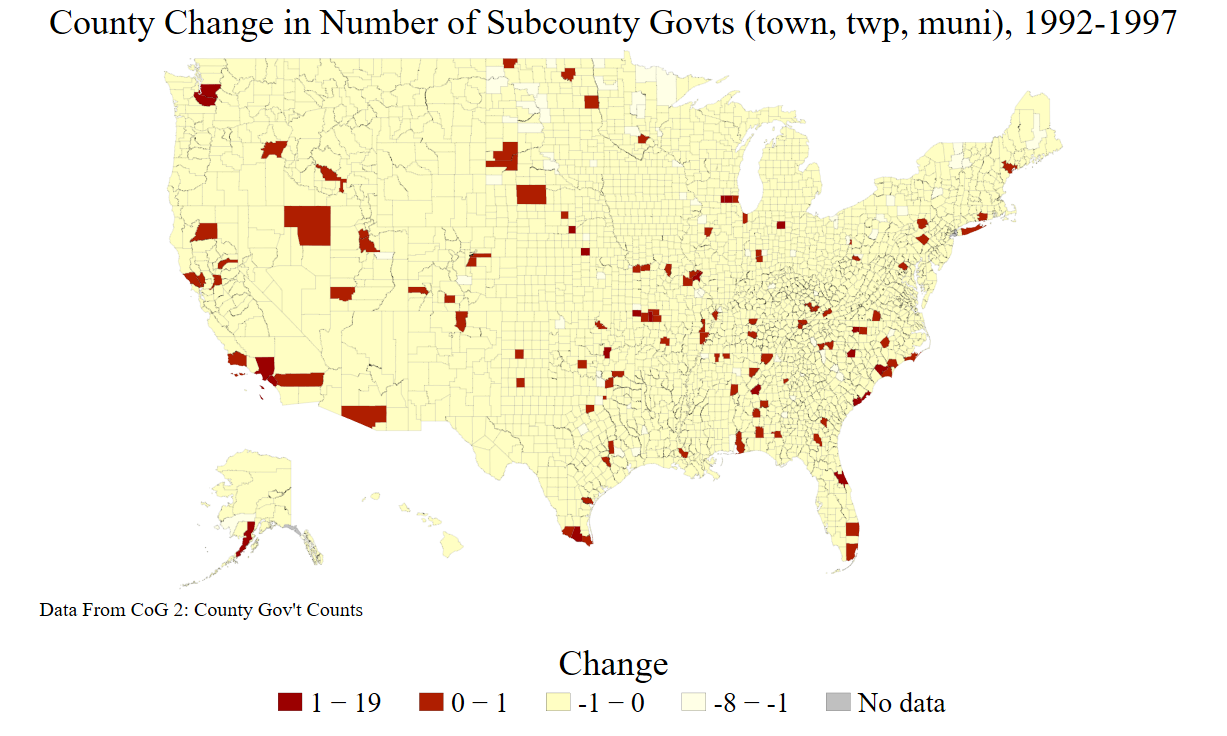 County Change in Number of Subcounty Govts (town, twp, muni), 1992-1997
Data From CoG 2: County Gov't Counts
Change
1 − 19
0 − 1
-1 − 0
-8 − -1
No data